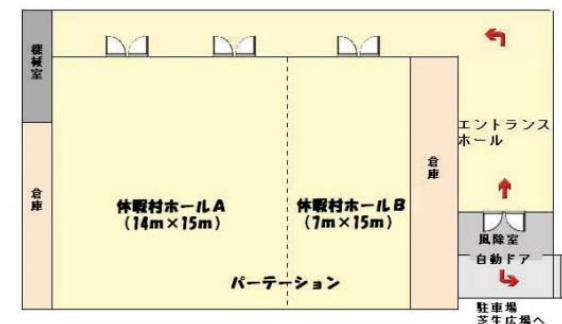 機械室
エントランス
ホール
倉庫
倉庫
休暇村ホールA
(14m×15m)
休暇村ホールB
(7m×15m)
風除室
自動ドア
パーテーション
駐車場
芝生広場へ